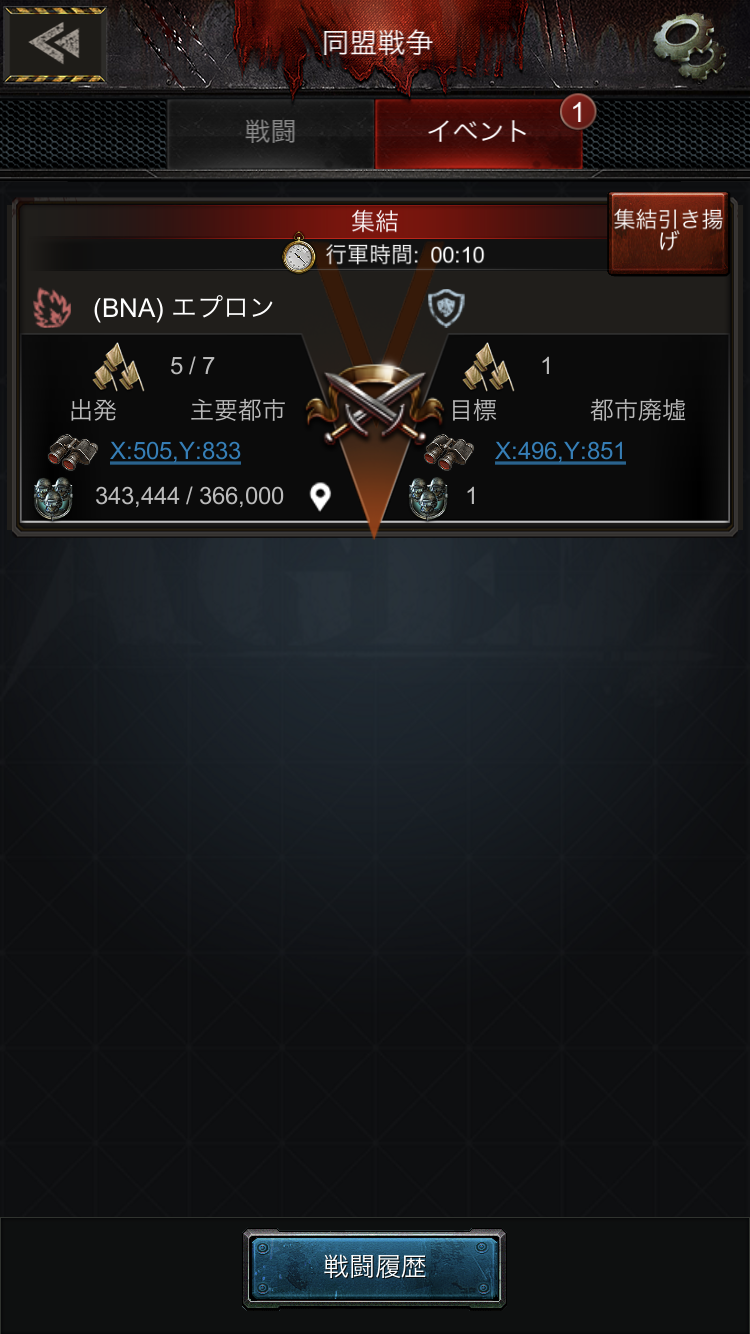 同盟戦争
戦闘
イベント
1
集結
集結引き揚
げ
行軍時間: 00:10
(BNA) エプロン
5 / 7
1
出発
主要都市
目標
都市廃墟
X:505,Y:833
X:496,Y:851
343,444 / 366,000
1
戦闘履歴